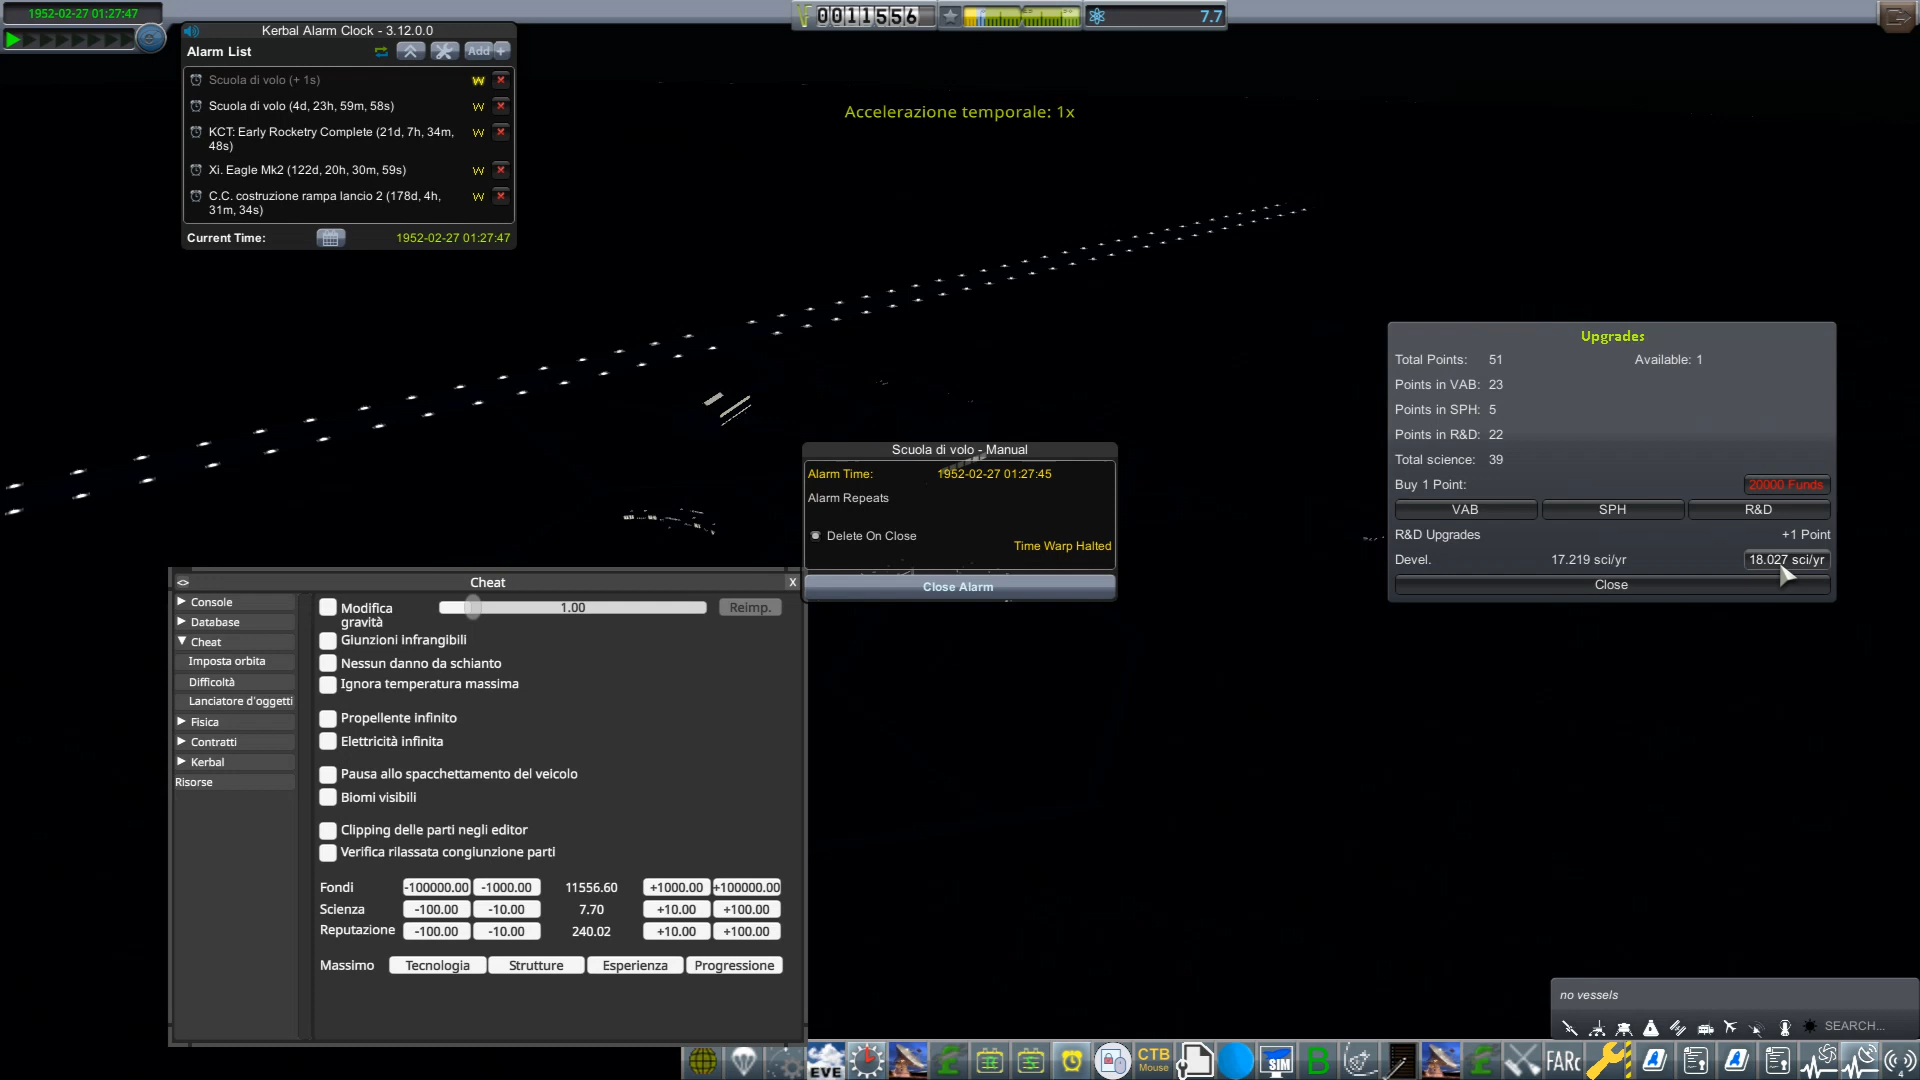 1952-02-27 01:27:47
0011556
7.7
Kerbal Alarm Clock - 3.12.0.0
Alarm List
Add
Scuola di volo (+ 1s)
Scuola di volo (4d, 23h, 59m, 58s)
KCT: Early Rocketry Complete (21d, 7h, 34m,
48s)
Xi. Eagle Mk2 (122d, 20h, 30m, 59s)
C.C. costruzione rampa lancio 2 (178d, 4h,
31m, 34s)
Current Time:
1952-02-27 01:27:47
Accelerazione temporale: 1x
Upgrades
Total Points: 51 Available: 1
Points in VAB: 23
Points in SPH: 5
Points in R&D: 22
Total science: 39
Buy 1 Point: 20000 Funds
VAB SPH R&D
R&D Upgrades +1 Point
Devel. 17.219 sci/yr 18.027 sci/yr
Close
Scuola di volo - Manual
Alarm Time: 1952-02-27 01:27:45
Alarm Repeats
Delete On Close
Time Warp Halted
Close Alarm
Cheat
<> X
Console
Database
Cheat
Imposta orbita
Difficoltà
Lanciatore d'oggetti
Fisica
Contratti
Kerbal
Risorse
Modifica
gravità
1.00 Reimp.
Giunzioni infrangibili
Nessun danno da schianto
Ignora temperatura massima
Propellente infinito
Elettricità infinita
Pausa allo spacchettamento del veicolo
Biomi visibili
Clipping delle parti negli editor
Verifica rilassata congiunzione parti
Fondi -100000.00 -1000.00 11556.60 +1000.00 +100000.00
Scienza -100.00 -10.00 7.70 +10.00 +100.00
Reputazione -100.00 -10.00 240.02 +10.00 +100.00
Massimo Tecnologia Strutture Esperienza Progressione
no vessels
SEARCH...
EVE
CTB
Mouse
SIM
B
FARc
A
A
4